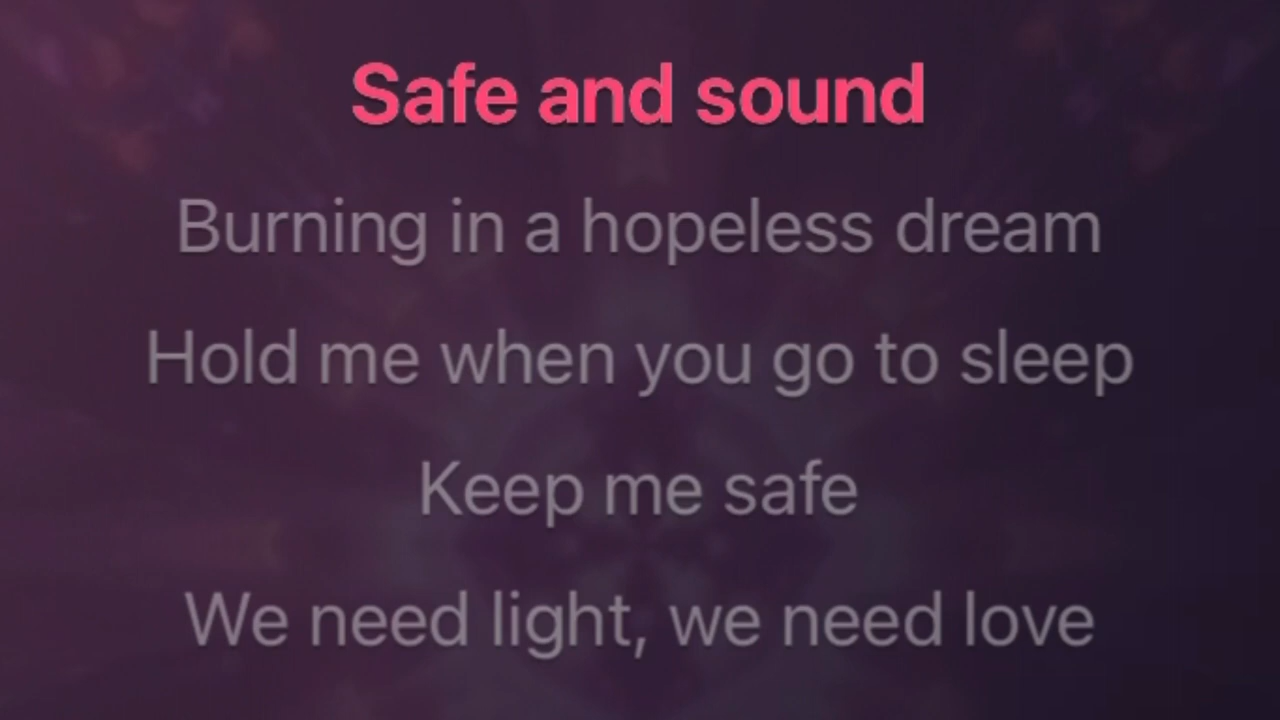 Safe and sound
Burning in a hopeless dream
Hold me when you go to sleep
Keep me safe
We need light, we need love